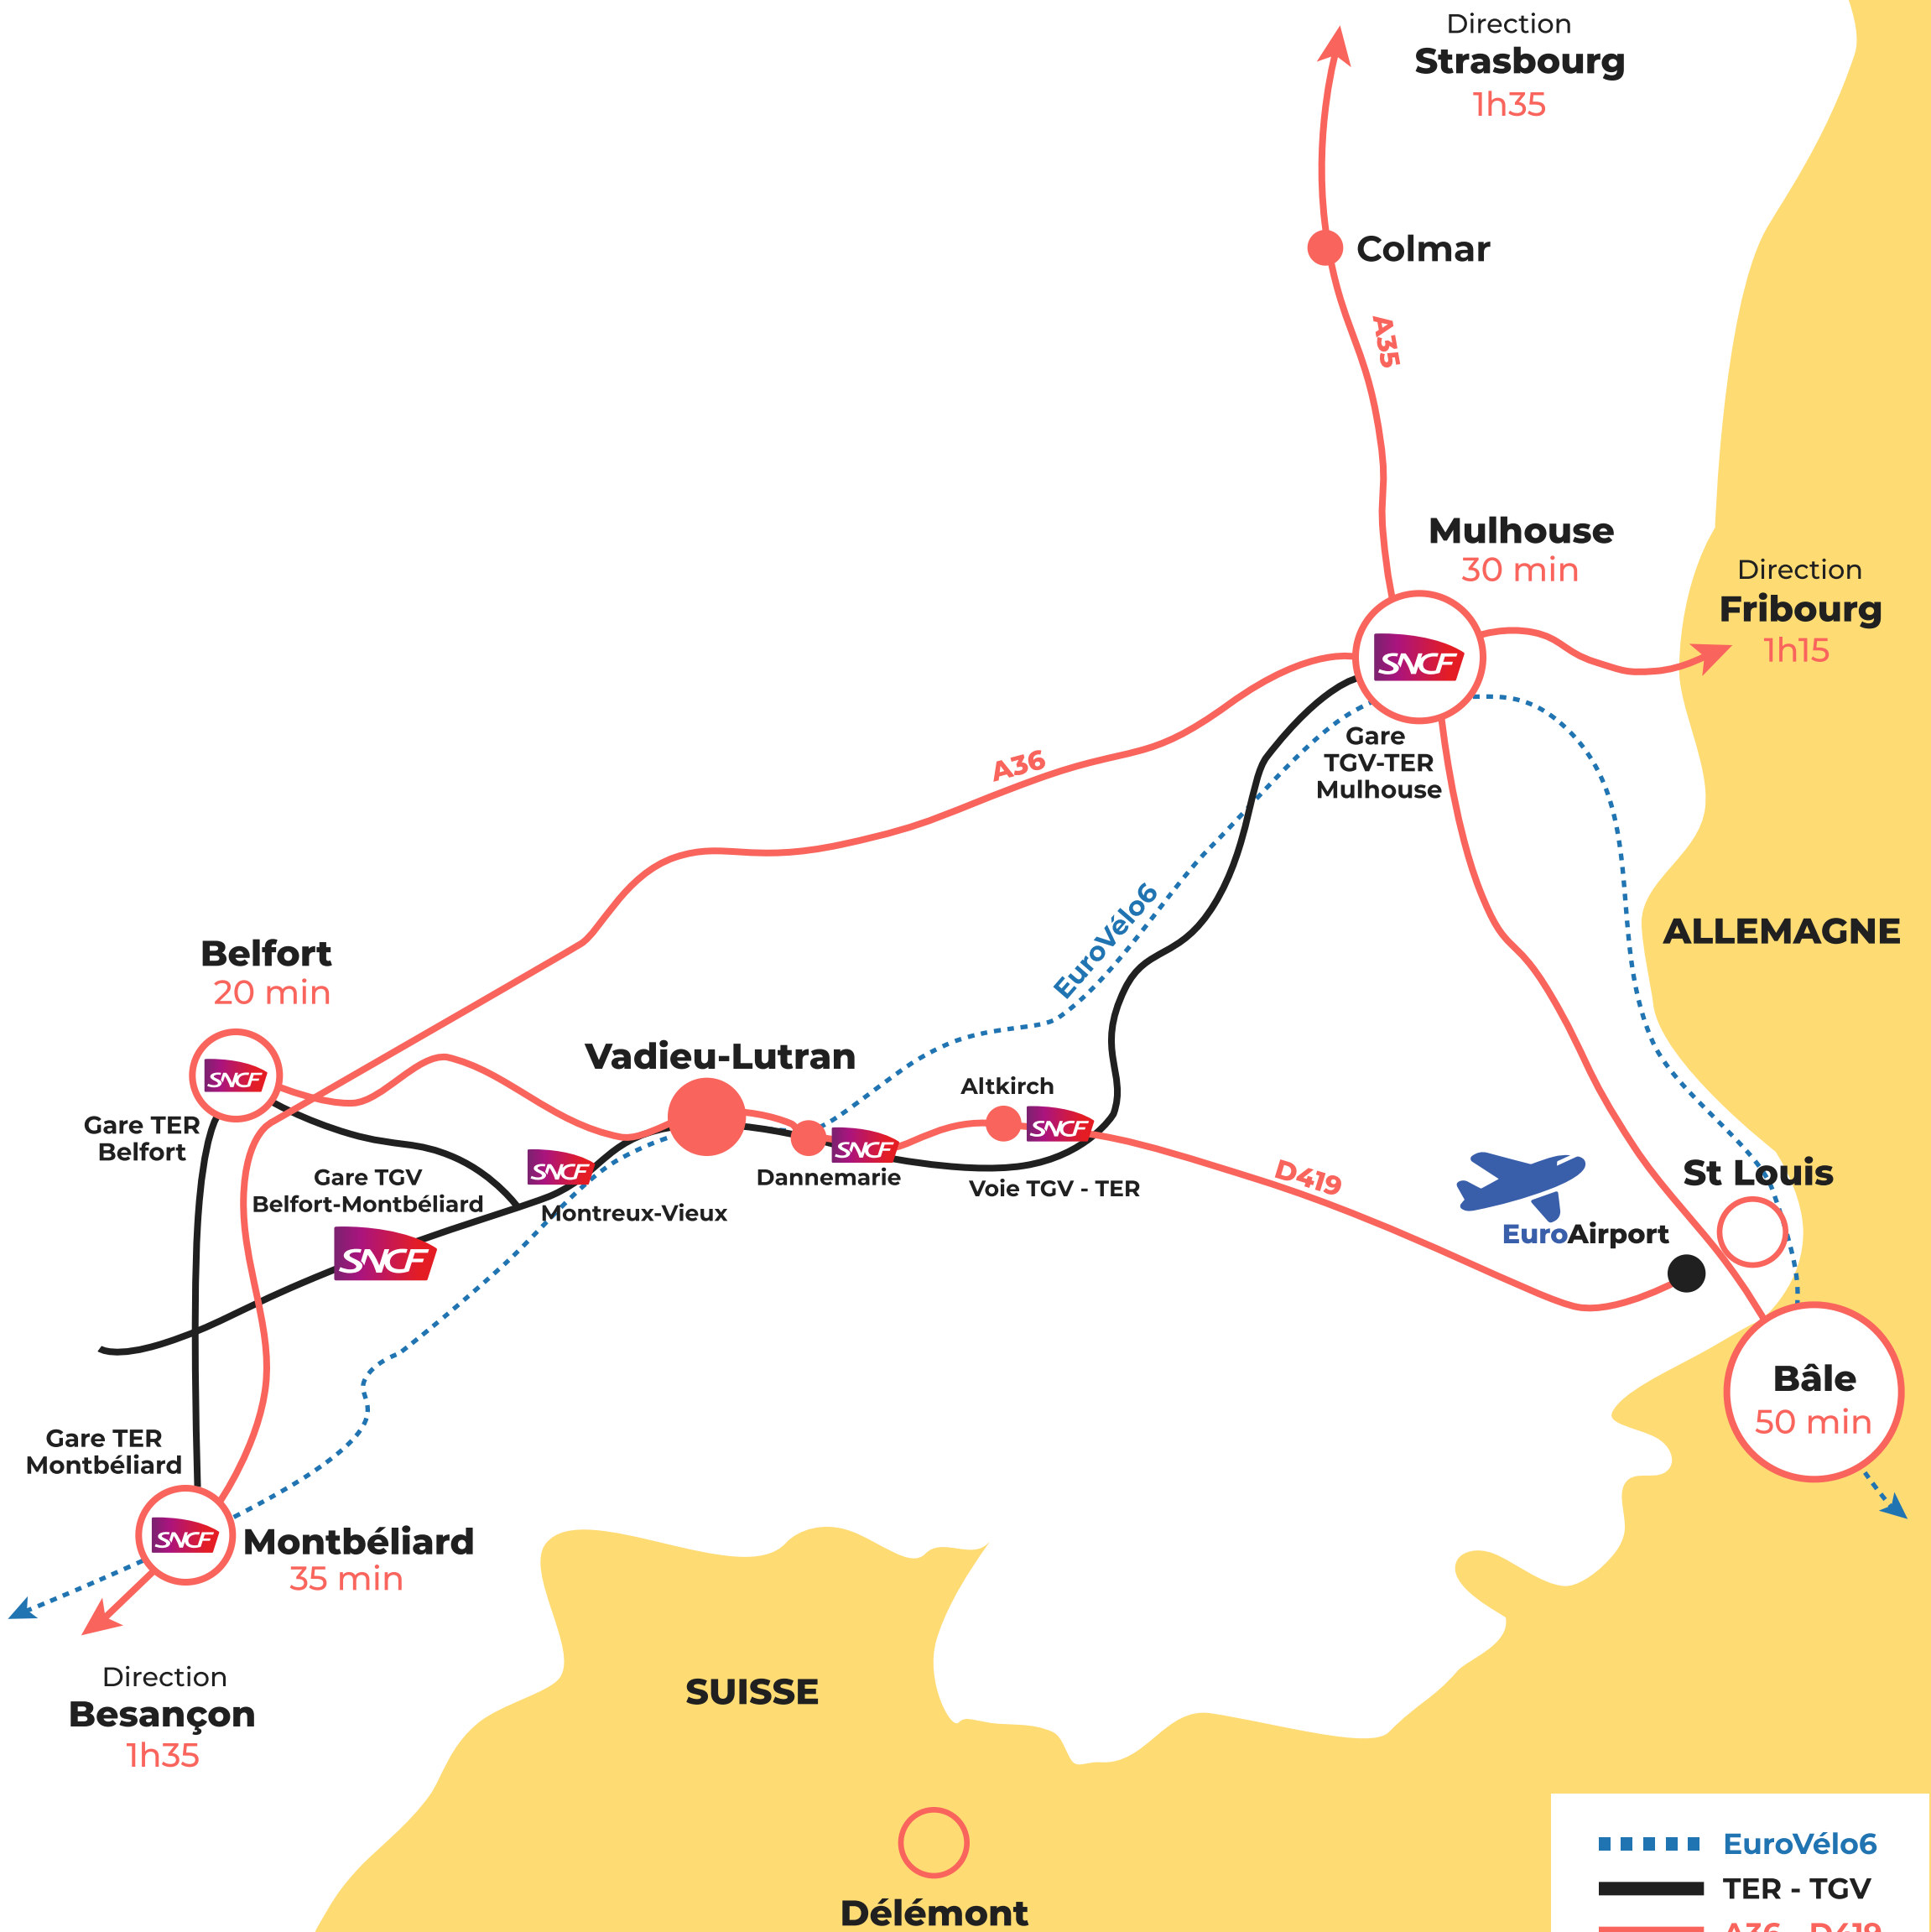 Direction
Strasbourg
1h35
Colmar
A35
Mulhouse
30 min
SNCF
Gare
TGV-TER
Mulhouse
Direction
Fribourg
1h15
A36
EuroVélo6
ALLEMAGNE
Belfort
20 min
SNCF
Gare TER
Belfort
Vadieu-Lutran
Altkirch
SNCF
Dannemarie
SNCF
Voie TGV - TER
D419
SNCF
Montreux-Vieux
Gare TGV
Belfort-Montbéliard
SNCF
St Louis
EuroAirport
Bâle
50 min
Gare TER
Montbéliard
SNCF
Montbéliard
35 min
Direction
Besançon
1h35
SUISSE
Délémont
EuroVélo6
TER - TGV
A36 - D419